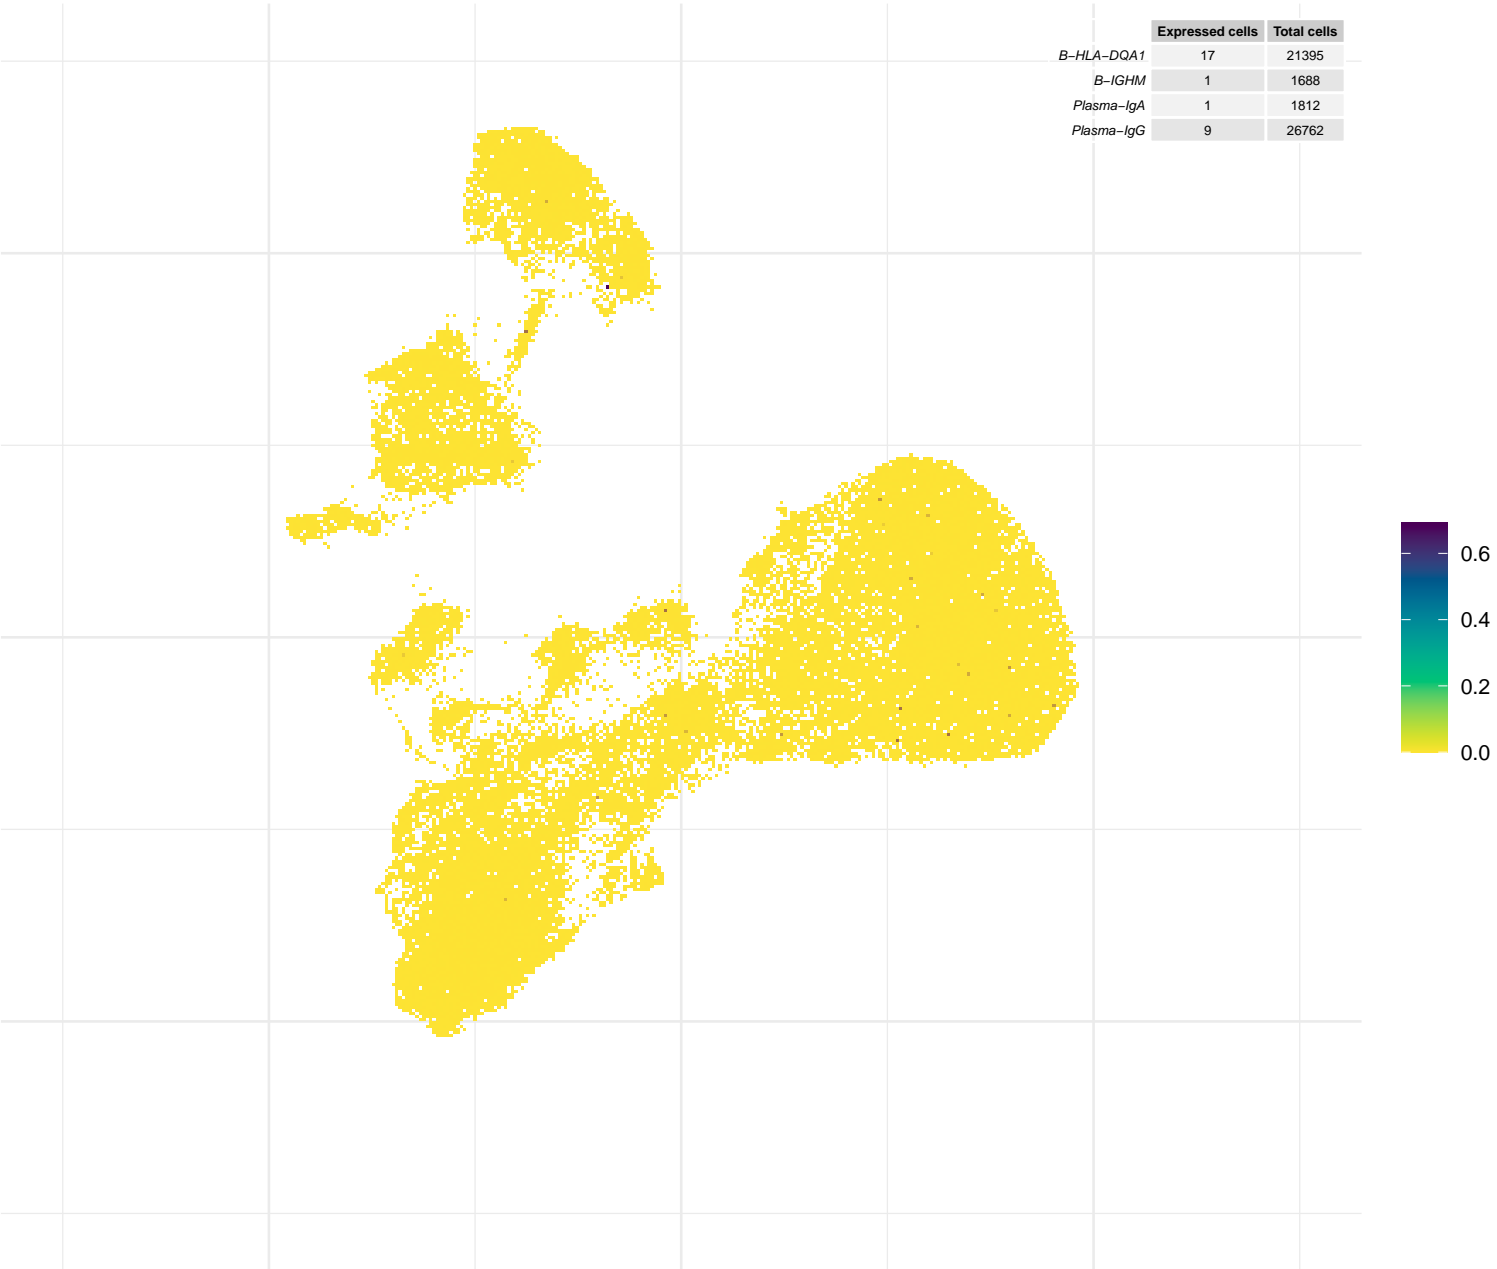 Expressed cells Total cells
B−HLA−DQA1 17 21395
B−IGHM 1 1688
Plasma−IgA 1 1812
Plasma−IgG 9 26762
0.6
0.4
0.2
0.0